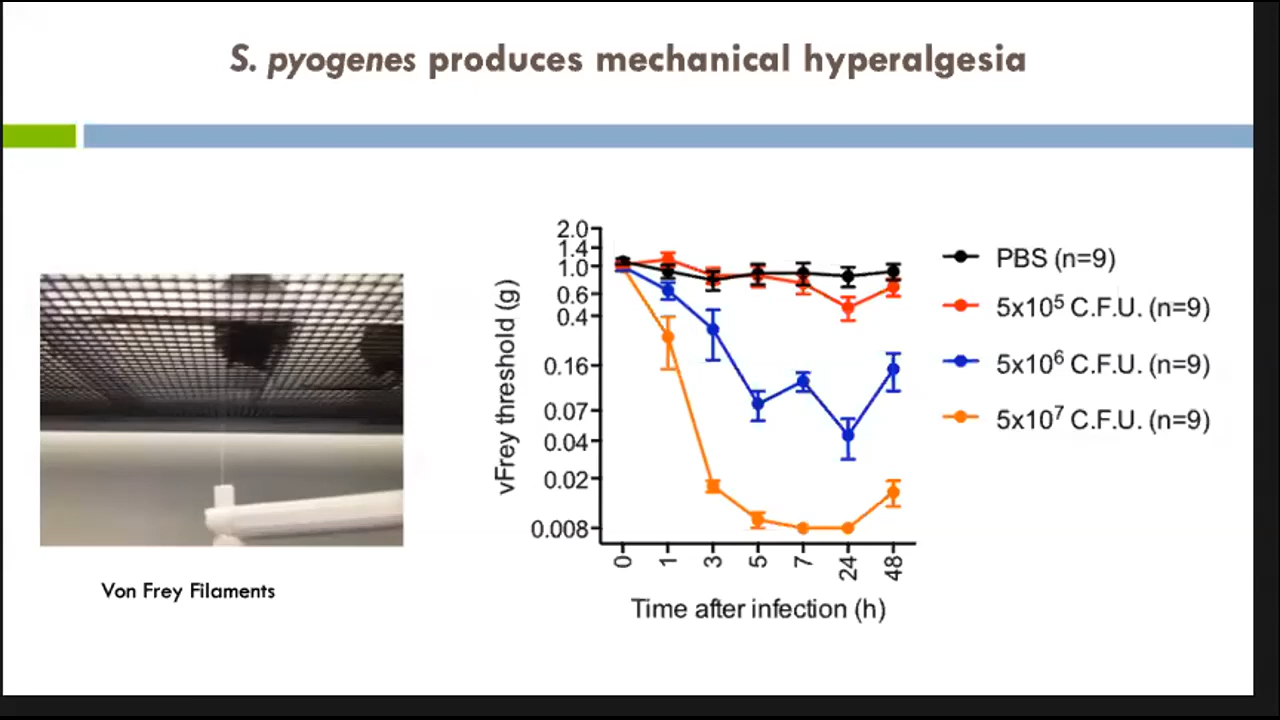 S. pyogenes produces mechanical hyperalgesia
Von Frey Filaments
vFrey threshold (g)
2.0
1.4
1.0
0.6
0.4
0.16
0.07
0.04
0.02
0.008
0 1 3 5 7 24 48
Time after infection (h)
PBS (n=9)
5x10⁵ C.F.U. (n=9)
5x10⁶ C.F.U. (n=9)
5x10⁷ C.F.U. (n=9)